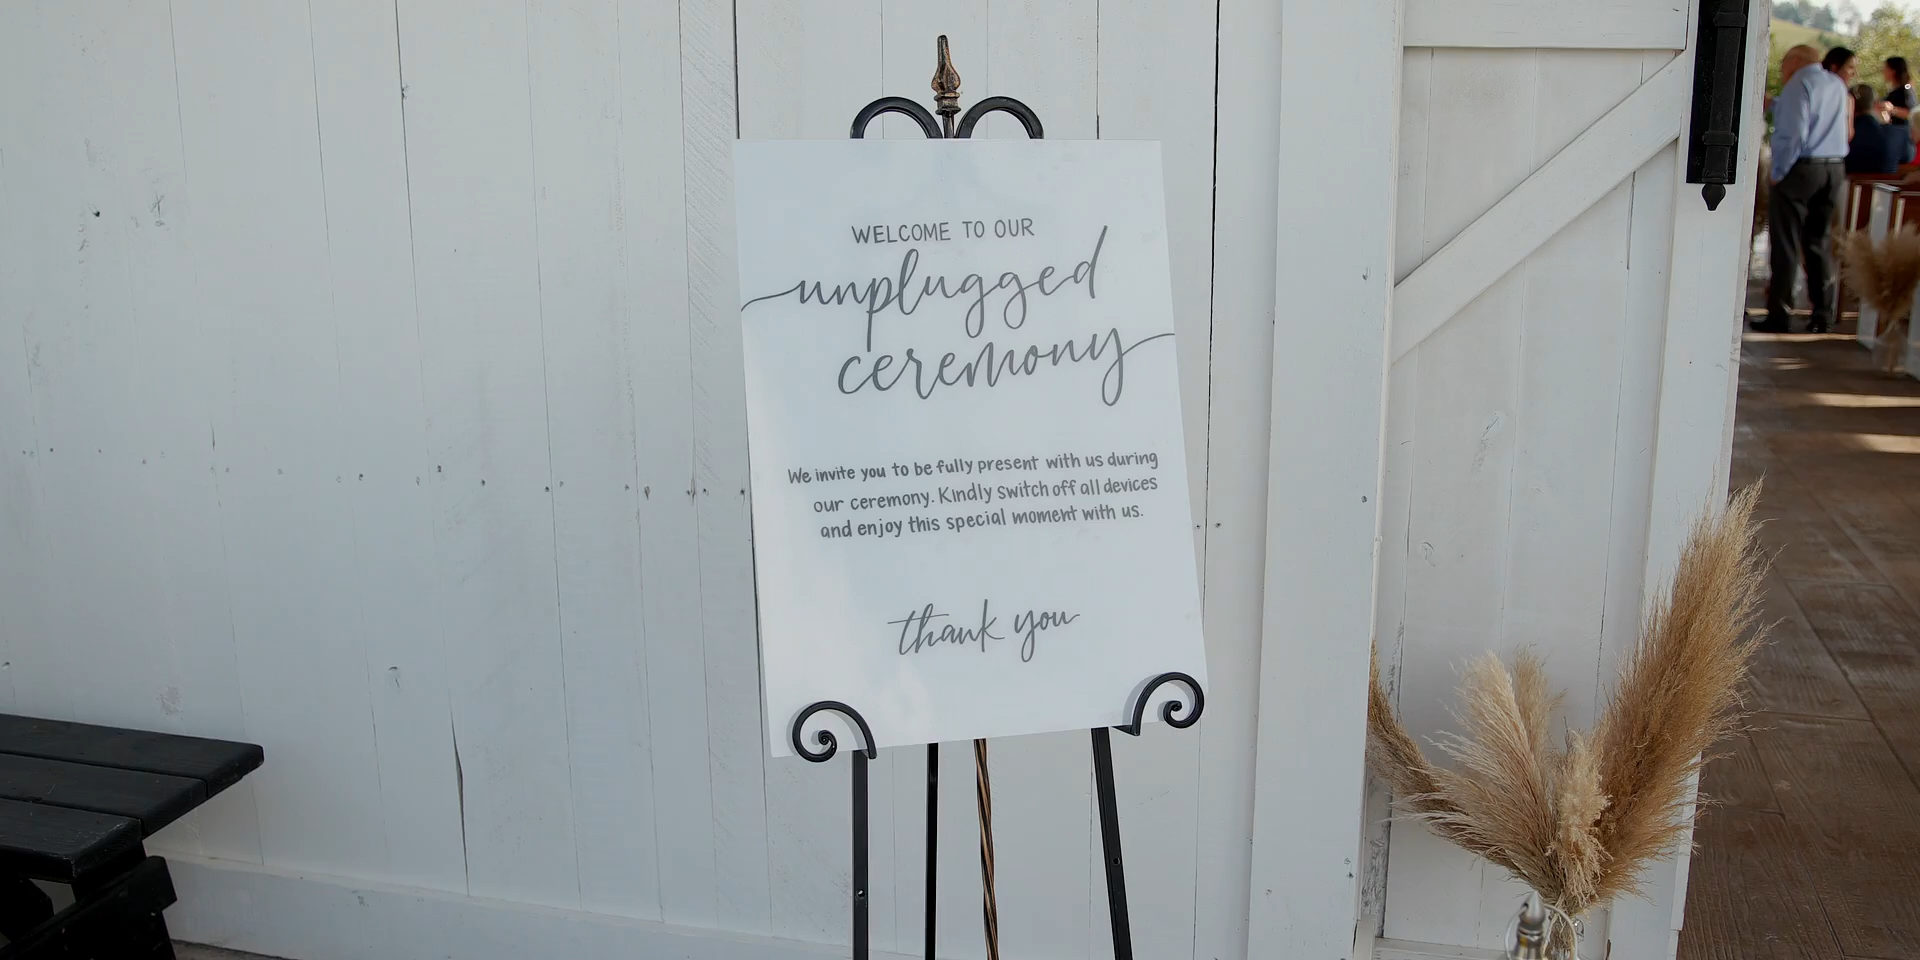 WELCOME TO OUR
unplugged
ceremony
We invite you to be fully present with us during
our ceremony. Kindly switch off all devices
and enjoy this special moment with us.
thank you